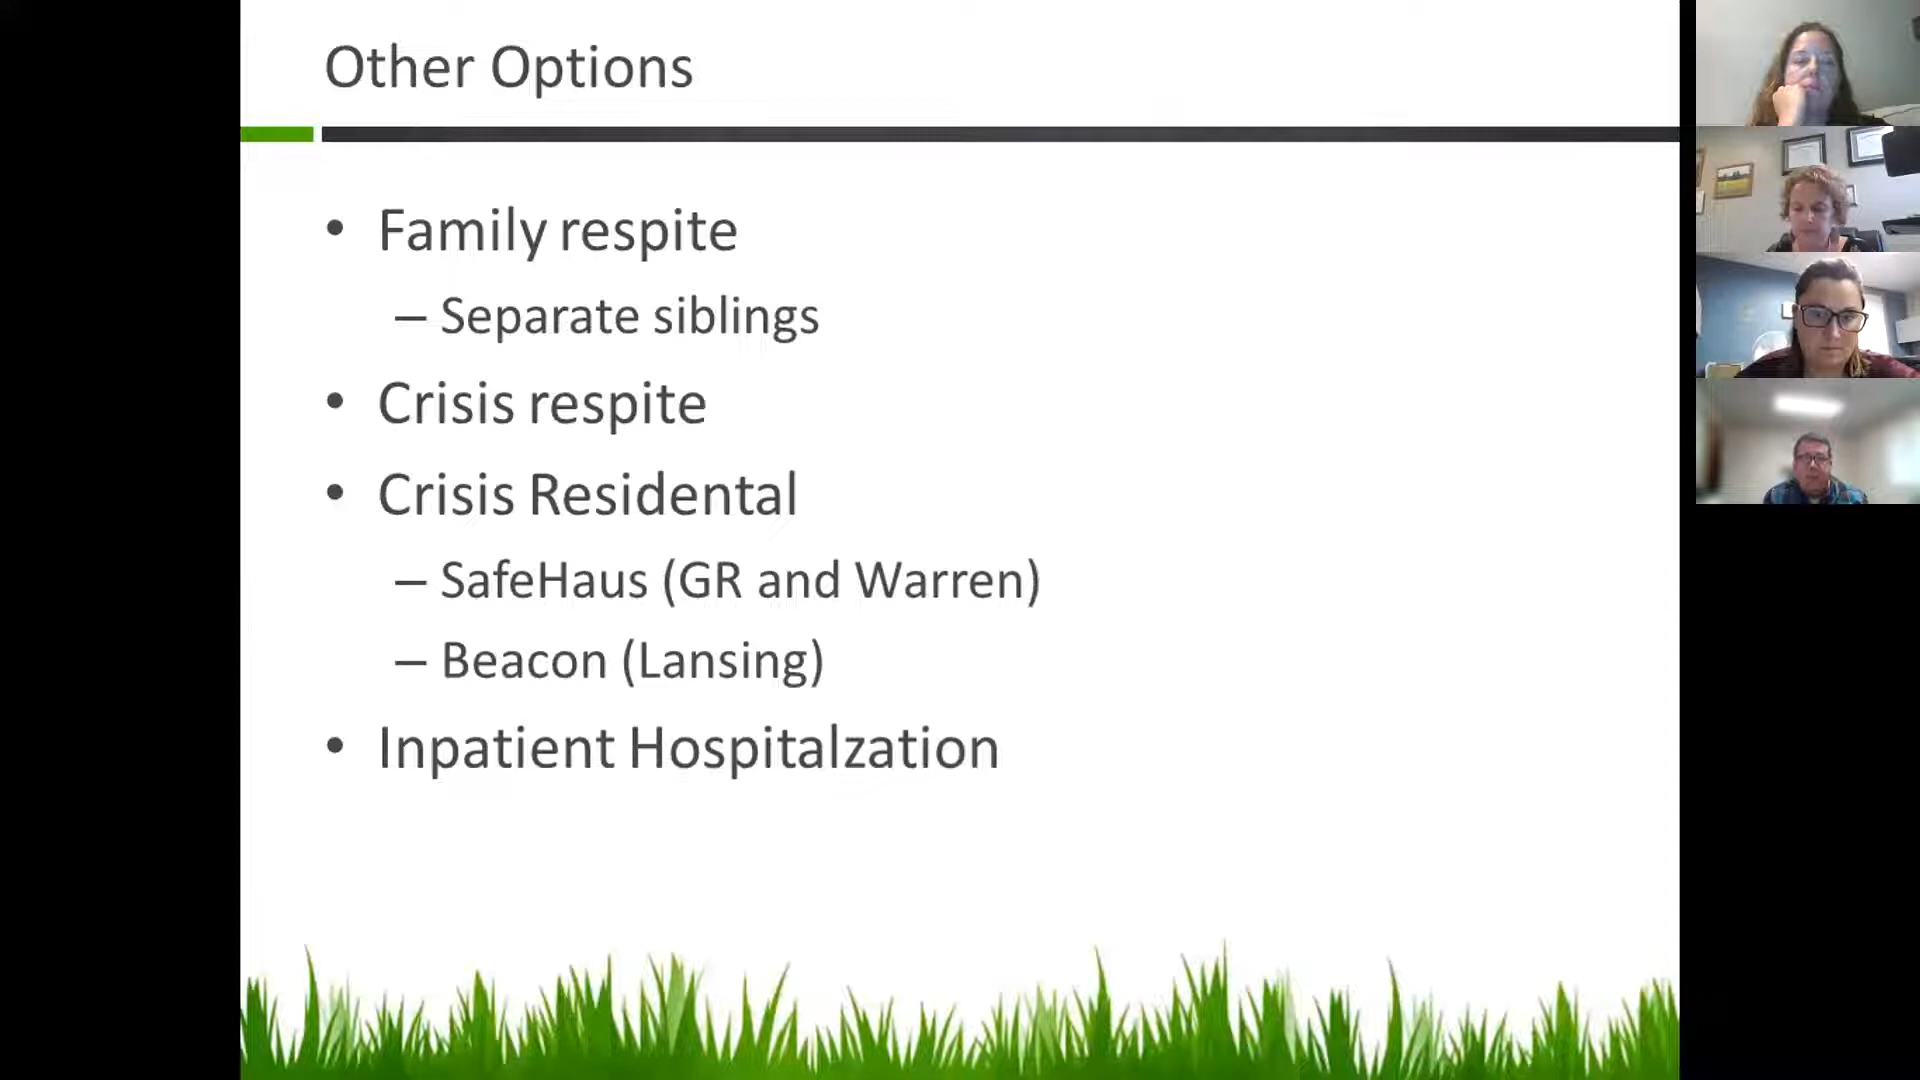 Other Options
• Family respite
– Separate siblings
• Crisis respite
• Crisis Residental
– SafeHaus (GR and Warren)
– Beacon (Lansing)
• Inpatient Hospitalzation